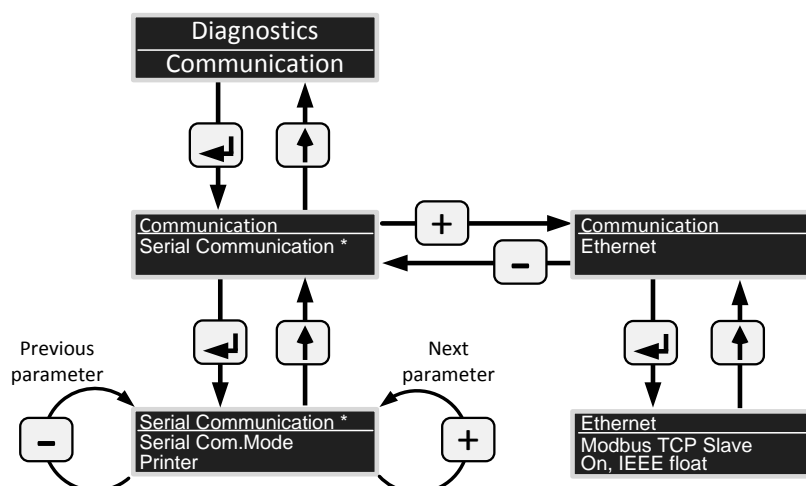 Diagnostics
Communication
Communication
Serial Communication *
+
Communication
Ethernet
-
Previous
parameter
Next
parameter
-
Serial Communication *
Serial Com.Mode
Printer
+
Ethernet
Modbus TCP Slave
On, IEEE float